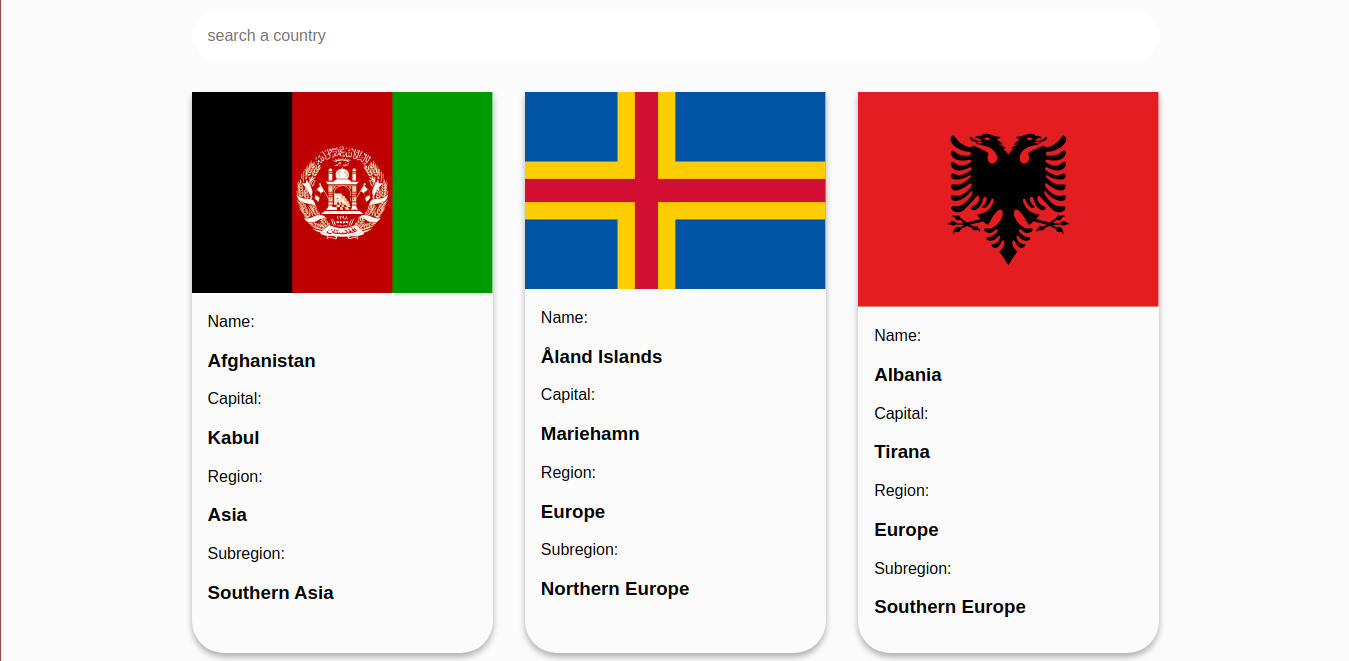 search a country
Name:
Afghanistan
Capital:
Kabul
Region:
Asia
Subregion:
Southern Asia
Name:
Åland Islands
Capital:
Mariehamn
Region:
Europe
Subregion:
Northern Europe
Name:
Albania
Capital:
Tirana
Region:
Europe
Subregion:
Southern Europe